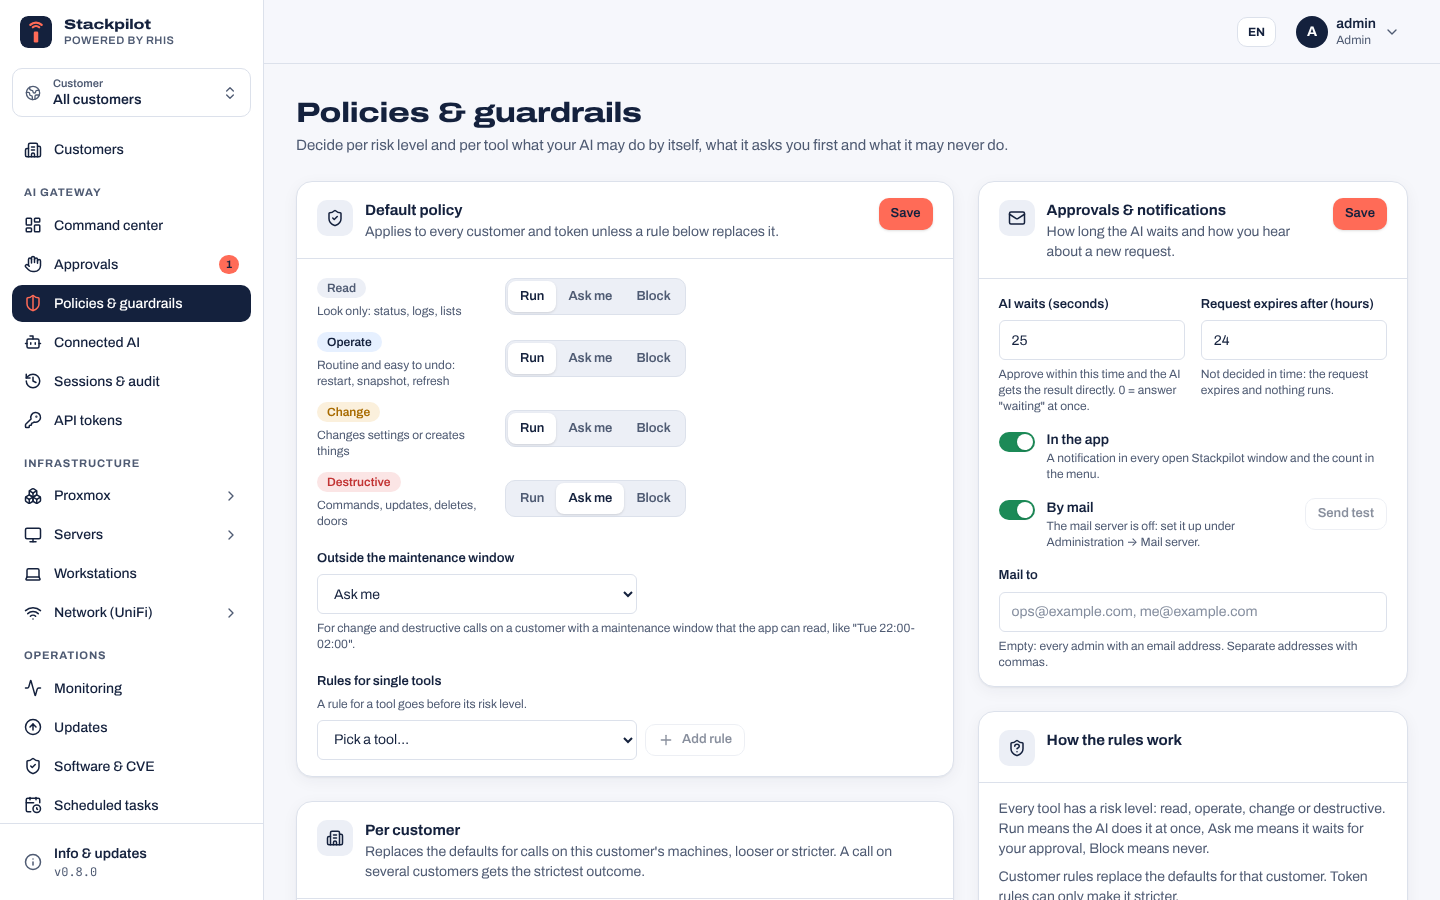 Stackpilot
POWERED BY RHIS
Customer
All customers
Customers
AI GATEWAY
Command center
Approvals
1
Policies & guardrails
Connected AI
Sessions & audit
API tokens
INFRASTRUCTURE
Proxmox
Servers
Workstations
Network (UniFi)
OPERATIONS
Monitoring
Updates
Software & CVE
Scheduled tasks
Info & updates
v0.8.0
EN
A
admin
Admin
Policies & guardrails
Decide per risk level and per tool what your AI may do by itself, what it asks you first and what it may never do.
Default policy
Applies to every customer and token unless a rule below replaces it.
Save
Read
Look only: status, logs, lists
Run Ask me Block
Operate
Routine and easy to undo:
restart, snapshot, refresh
Run Ask me Block
Change
Changes settings or creates
things
Run Ask me Block
Destructive
Commands, updates, deletes,
doors
Run Ask me Block
Outside the maintenance window
Ask me
For change and destructive calls on a customer with a maintenance window that the app can read, like "Tue 22:00-
02:00".
Rules for single tools
A rule for a tool goes before its risk level.
Pick a tool...
Add rule
Per customer
Replaces the defaults for calls on this customer's machines, looser or stricter. A call on
several customers gets the strictest outcome.
Approvals & notifications
How long the AI waits and how you hear
about a new request.
Save
AI waits (seconds)
25
Approve within this time and the AI
gets the result directly. 0 = answer
"waiting" at once.
Request expires after (hours)
24
Not decided in time: the request
expires and nothing runs.
In the app
A notification in every open Stackpilot window and the count in
the menu.
By mail
The mail server is off: set it up under
Administration → Mail server.
Send test
Mail to
ops@example.com, me@example.com
Empty: every admin with an email address. Separate addresses with
commas.
How the rules work
Every tool has a risk level: read, operate, change or destructive.
Run means the AI does it at once, Ask me means it waits for
your approval, Block means never.
Customer rules replace the defaults for that customer. Token
rules can only make it stricter.